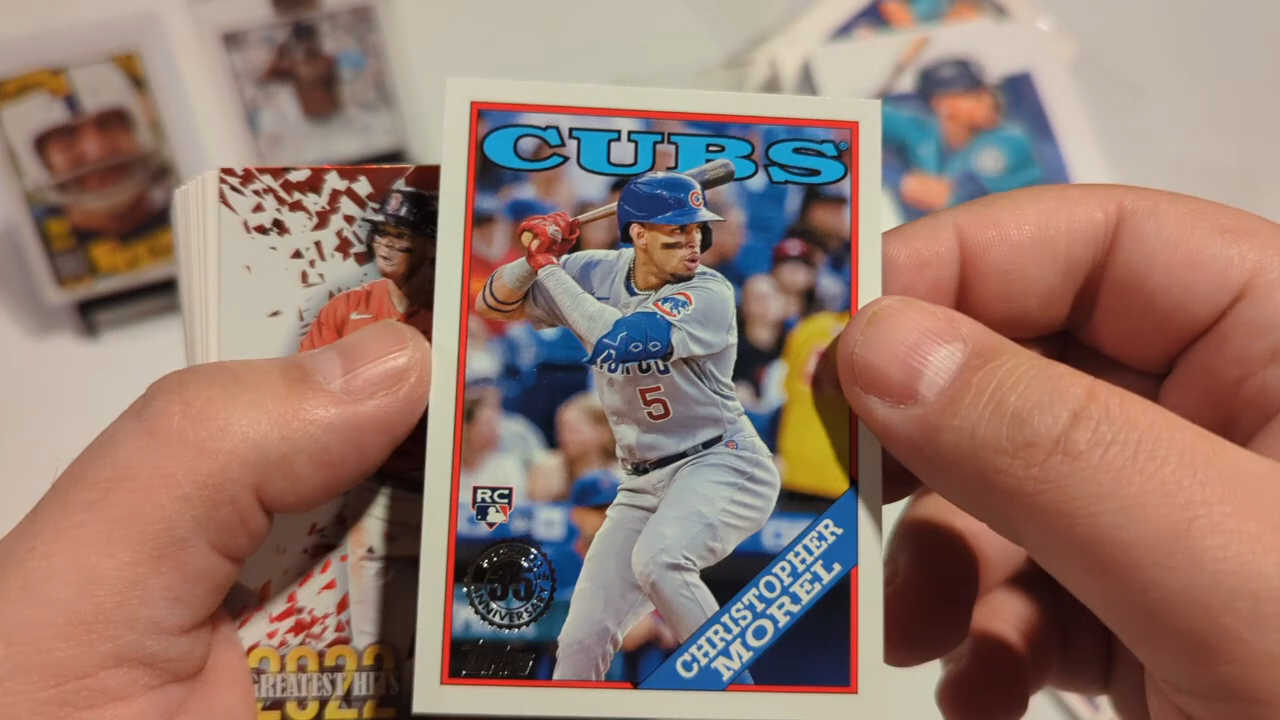 CUBS
5
RC
35
ANNIVERSARY
Topps
CHRISTOPHER
MOREL
2022
GREATEST HITS